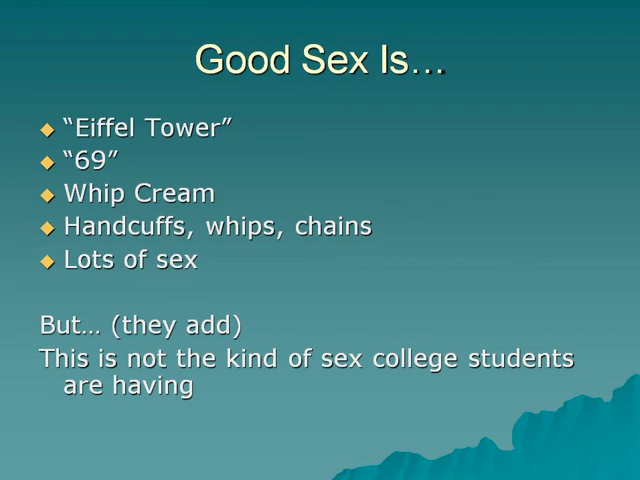 Good Sex Is…
“Eiffel Tower”
“69”
Whip Cream
Handcuffs, whips, chains
Lots of sex
But… (they add)
This is not the kind of sex college students
are having